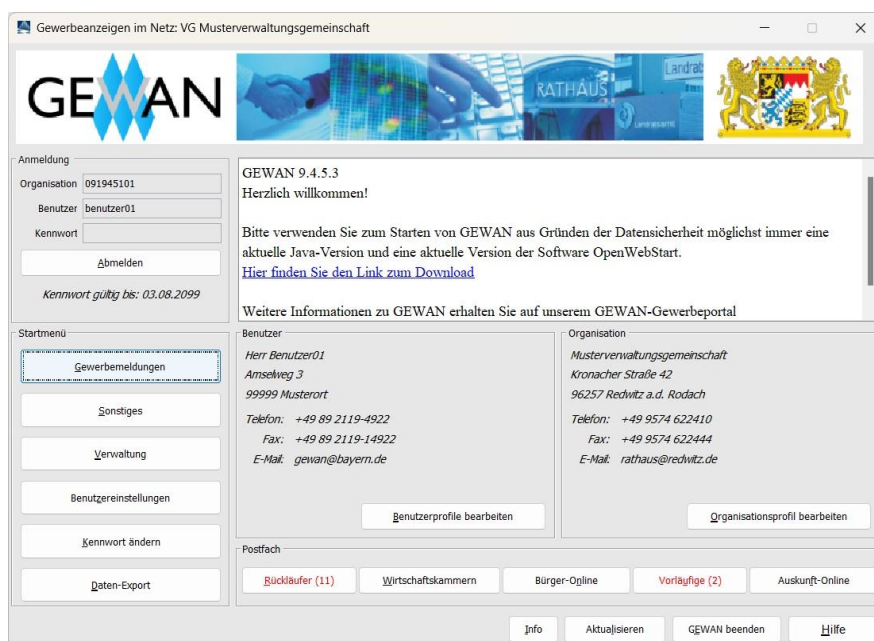 Gewerbeanzeigen im Netz: VG Musterverwaltungsgemeinschaft
GEWAN
RATHAUS
Landrat
Landratsamt
Anmeldung
Organisation 091945101
Benutzer benutzer01
Kennwort
Abmelden
Kennwort gültig bis: 03.08.2099
GEWAN 9.4.5.3
Herzlich willkommen!
Bitte verwenden Sie zum Starten von GEWAN aus Gründen der Datensicherheit möglichst immer eine
aktuelle Java-Version und eine aktuelle Version der Software OpenWebStart.
Hier finden Sie den Link zum Download
Weitere Informationen zu GEWAN erhalten Sie auf unserem GEWAN-Gewerbeportal
Startmenü
Gewerbemeldungen
Sonstiges
Verwaltung
Benutzereinstellungen
Kennwort ändern
Daten-Export
Benutzer
Herr Benutzer01
Amselweg 3
99999 Musterort
Telefon: +49 89 2119-4922
Fax: +49 89 2119-14922
E-Mail: gewan@bayern.de
Benutzerprofile bearbeiten
Organisation
Musterverwaltungsgemeinschaft
Kronacher Straße 42
96257 Redwitz a.d. Rodach
Telefon: +49 9574 622410
Fax: +49 9574 622444
E-Mail: rathaus@redwitz.de
Organisationsprofil bearbeiten
Postfach
Rückläufer (11)
Wirtschaftskammern
Bürger-Online
Vorläufige (2)
Auskunft-Online
Info
Aktualisieren
GEWAN beenden
Hilfe